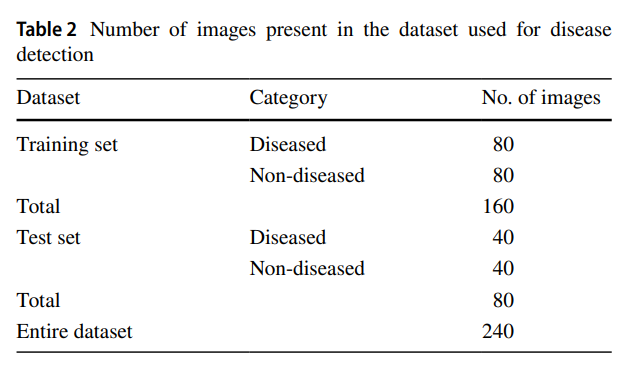 Table 2 Number of images present in the dataset used for disease
detection
Dataset Category No. of images
Training set Diseased 80
Non-diseased 80
Total 160
Test set Diseased 40
Non-diseased 40
Total 80
Entire dataset 240